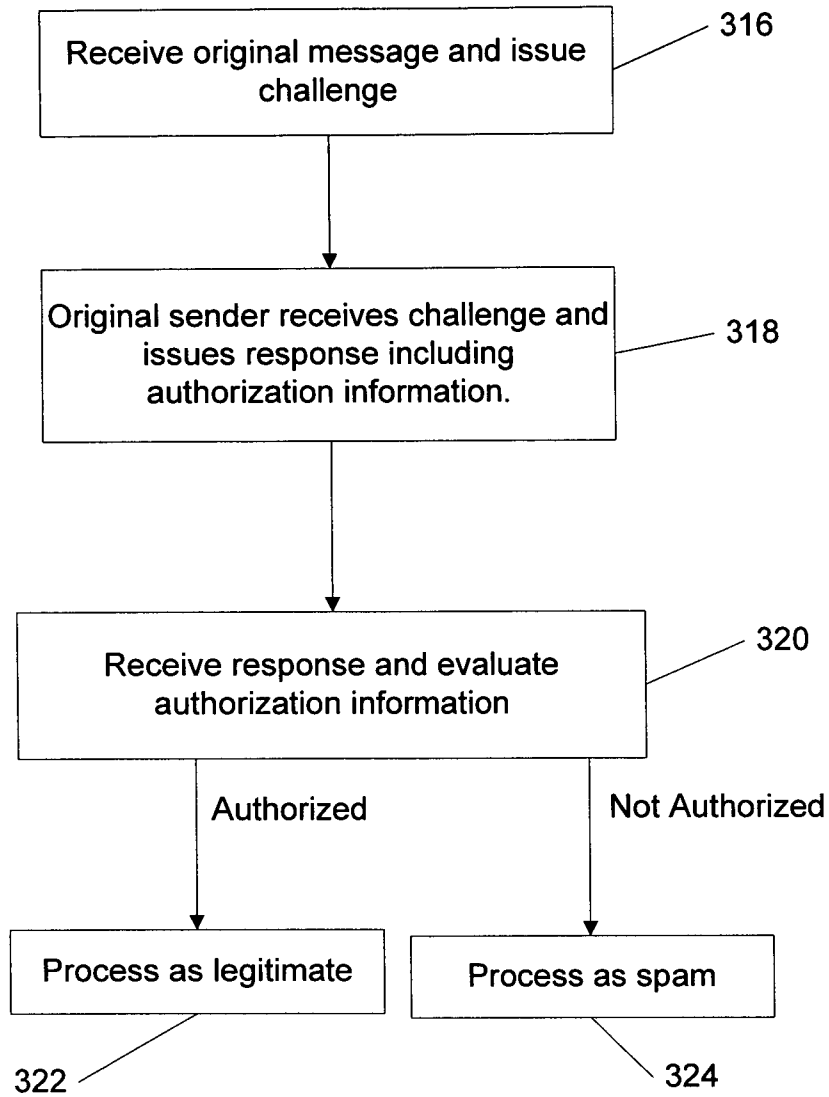 Receive original message and issue
challenge
316
Original sender receives challenge and
issues response including
authorization information.
318
Receive response and evaluate
authorization information
320
Authorized
Not Authorized
Process as legitimate
Process as spam
322
324